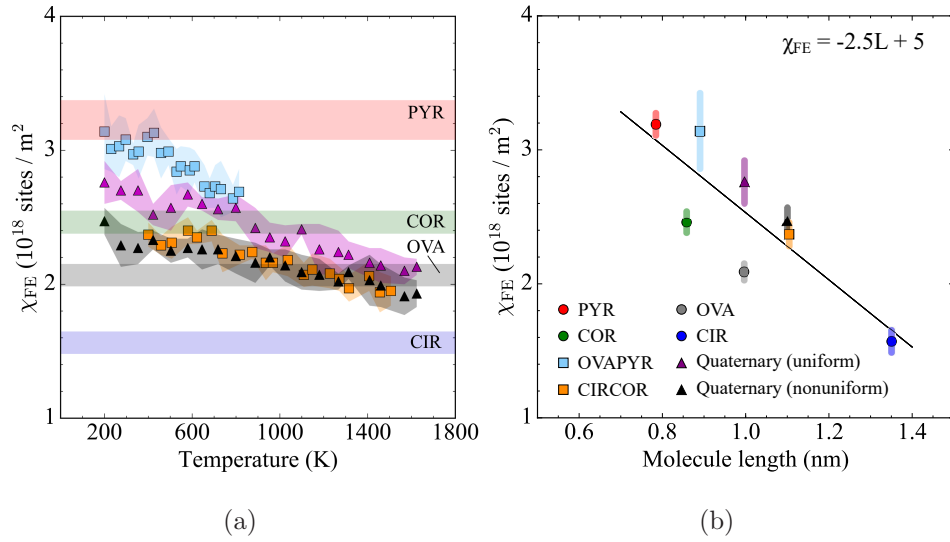 4
3
2
1
χFE (10^18 sites / m^2)
200 600 1000 1400 1800
Temperature (K)
PYR
COR
OVA
CIR
(a)
4
3
2
1
χFE (10^18 sites / m^2)
0.6 0.8 1.0 1.2 1.4
Molecule length (nm)
χFE = -2.5L + 5
PYR
COR
OVAPYR
CIRCOR
OVA
CIR
Quaternary (uniform)
Quaternary (nonuniform)
(b)